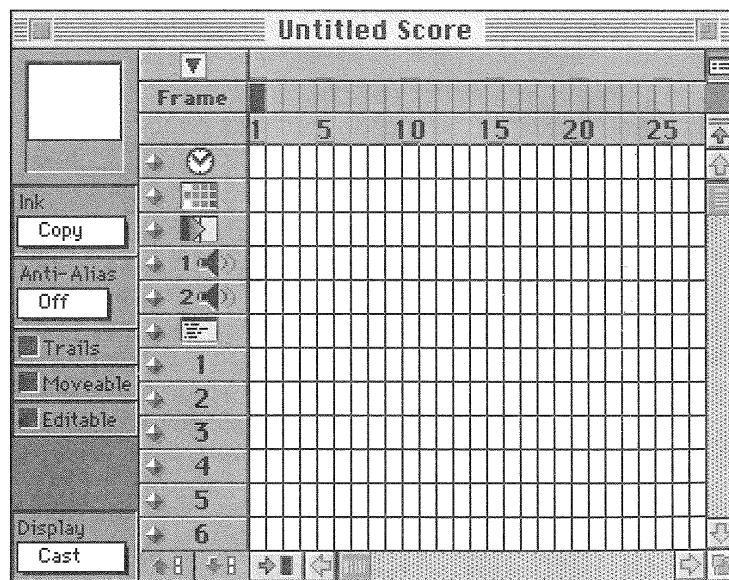 Untitled Score
Frame
1 5 10 15 20 25
Ink
Copy
Anti-Alias
Off
Trails
Moveable
Editable
Display
Cast
1
2
1
2
3
4
5
6